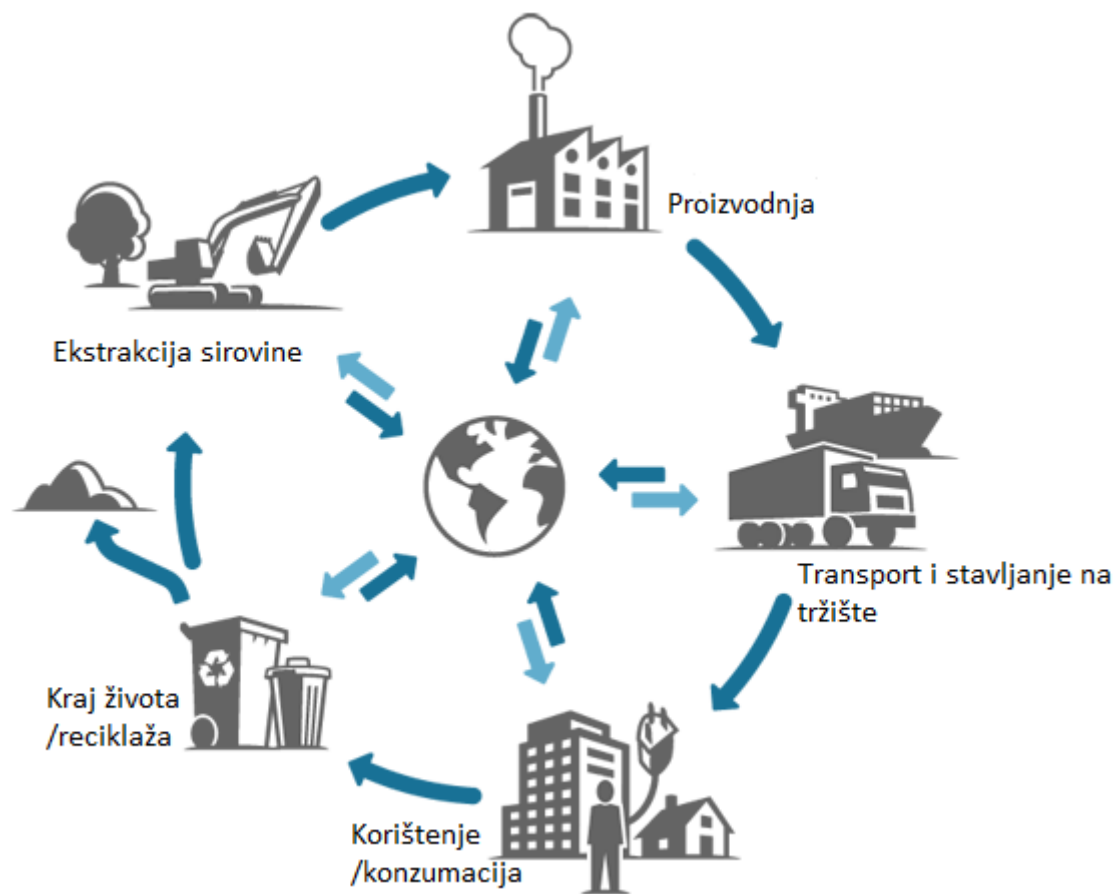 Proizvodnja
Ekstrakcija sirovine
Transport i stavljanje na
tržište
Kraj života
/reciklaža
Korištenje
/konzumacija